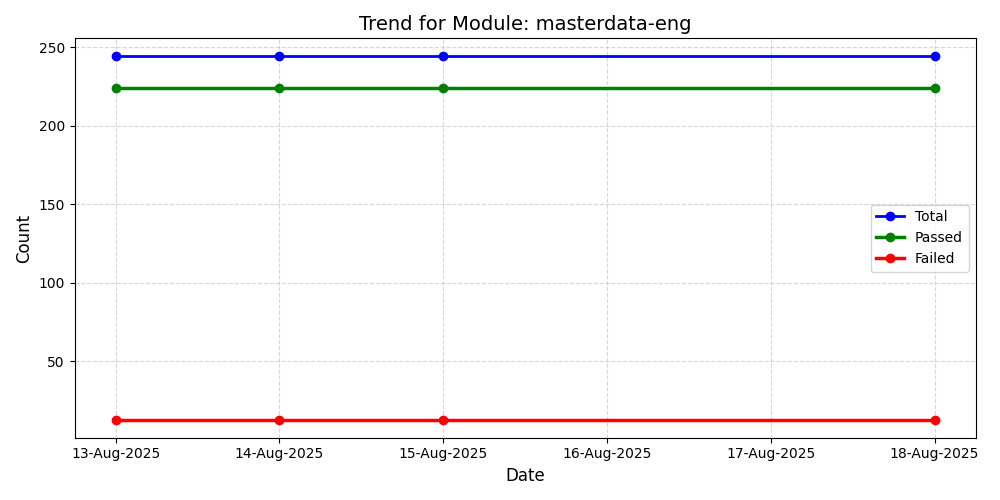 Trend for Module: masterdata-eng
250
200
150
100
50
Count
Total
Passed
Failed
13-Aug-2025
14-Aug-2025
15-Aug-2025
16-Aug-2025
17-Aug-2025
18-Aug-2025
Date